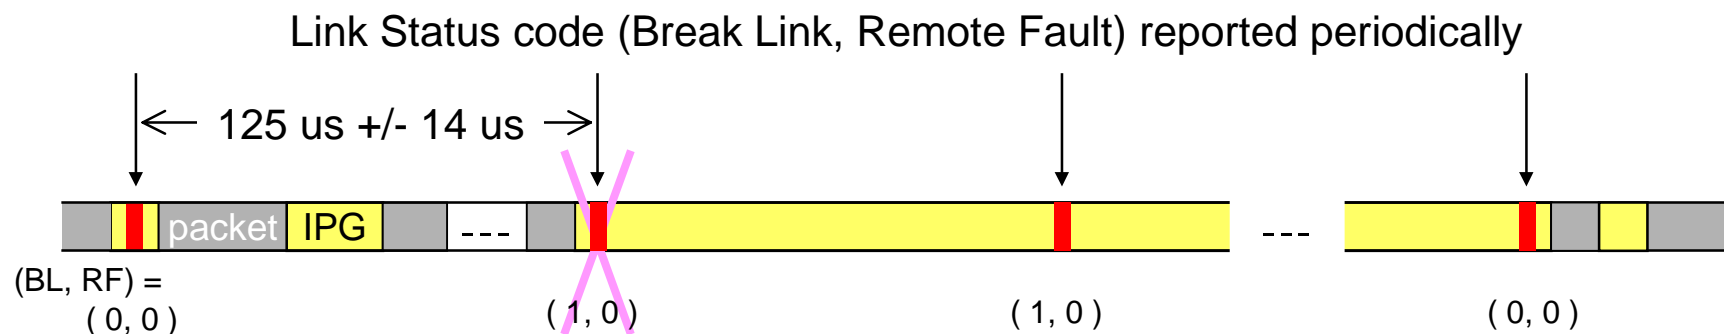 Link Status code (Break Link, Remote Fault) reported periodically
125 us +/- 14 us
packet IPG --- ---
(BL, RF) =
( 0, 0 ) ( 1, 0 ) ( 1, 0 ) ( 0, 0 )